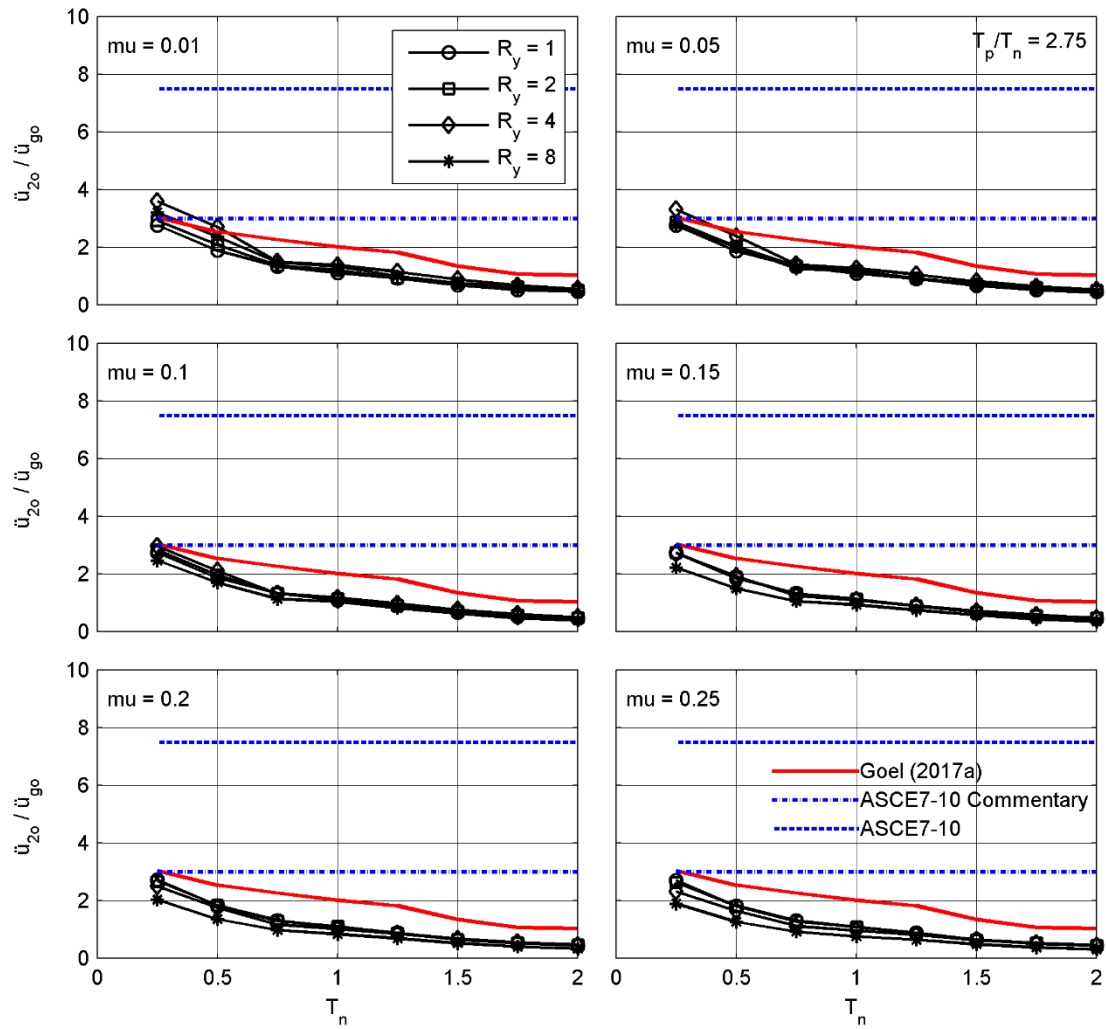 10
8
6
4
2
0
ü₂ₒ / ü_gₒ
mu = 0.01
R_y = 1
R_y = 2
R_y = 4
R_y = 8
mu = 0.05
T_p/T_n = 2.75
10
8
6
4
2
0
ü₂ₒ / ü_gₒ
mu = 0.1
mu = 0.15
10
8
6
4
2
0
ü₂ₒ / ü_gₒ
mu = 0.2
mu = 0.25
Goel (2017a)
ASCE7-10 Commentary
ASCE7-10
0 0.5 1 1.5 2
0 0.5 1 1.5 2
T_n
T_n